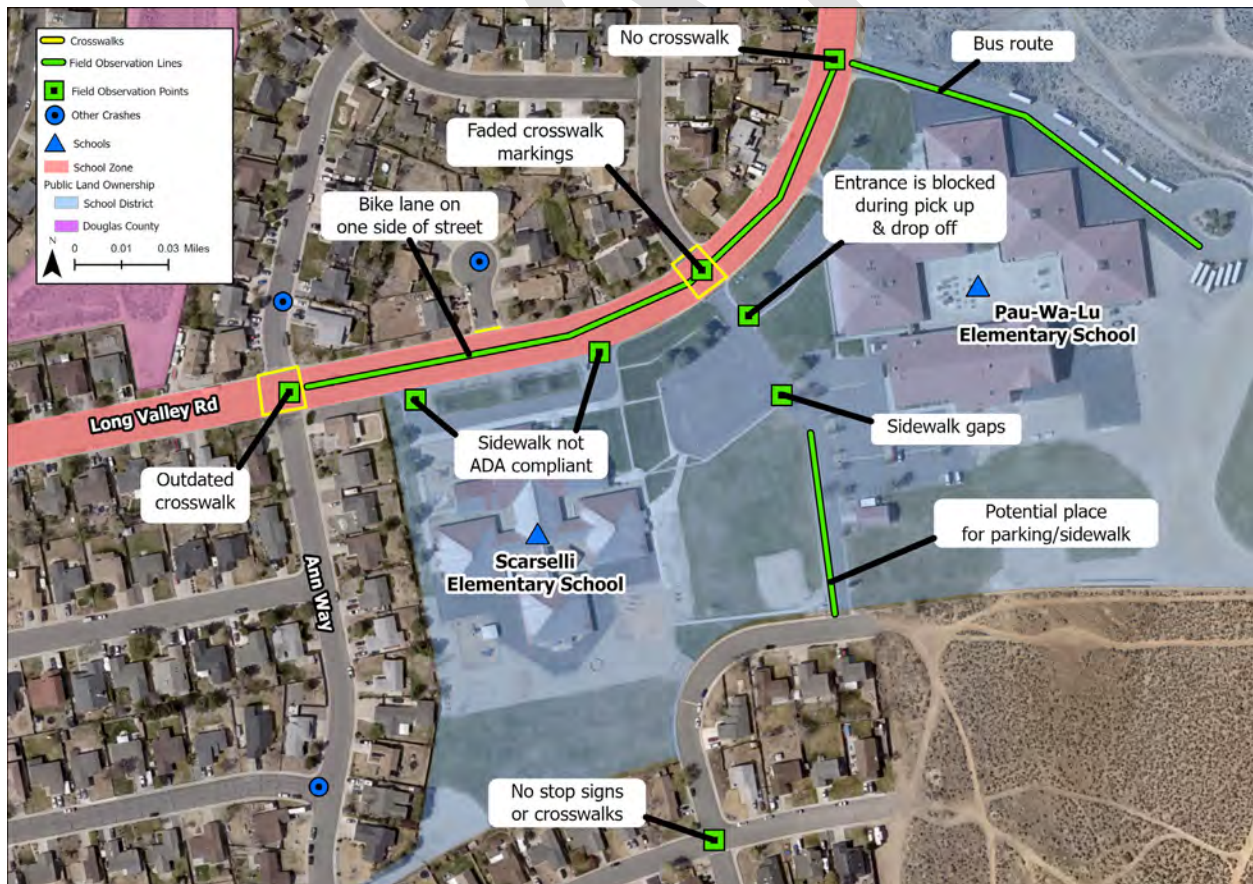 Crosswalks
Field Observation Lines
Field Observation Points
Other Crashes
Schools
School Zone
Public Land Ownership
School District
Douglas County
N
0 0.01 0.03 Miles
No crosswalk
Bus route
Faded crosswalk
markings
Bike lane on
one side of street
Entrance is blocked
during pick up
& drop off
Pau-Wa-Lu
Elementary School
Long Valley Rd
Sidewalk not
ADA compliant
Sidewalk gaps
Outdated
crosswalk
Potential place
for parking/sidewalk
Scarselli
Elementary School
Ann Way
No stop signs
or crosswalks